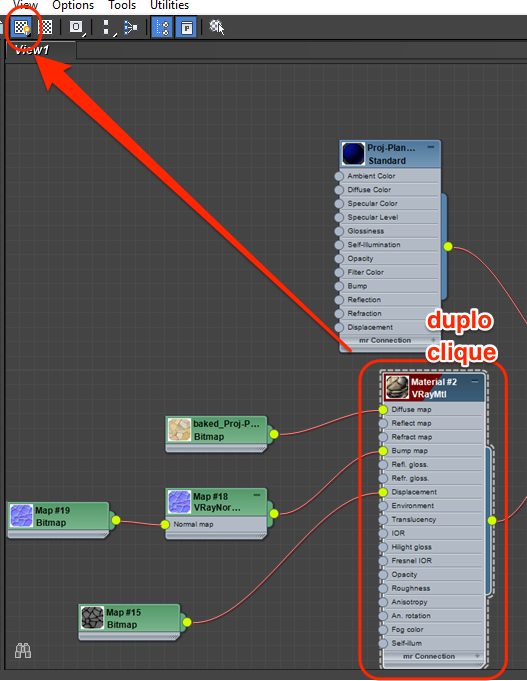 View Options Tools Utilities
View1
Proj-Plan...
Standard
Ambient Color
Diffuse Color
Specular Color
Specular Level
Glossiness
Self-Illumination
Opacity
Filter Color
Bump
Reflection
Refraction
Displacement
mr Connection
duplo
clique
Material #2
VRayMtl
Diffuse map
Reflect map
Refract map
Bump map
Refl. gloss.
Refr. gloss.
Displacement
Environment
Translucency
IOR
Hilight gloss
Fresnel IOR
Opacity
Roughness
Anisotropy
An. rotation
Fog color
Self-illum
mr Connection
baked_Proj-P...
Bitmap
Map #18
VRayNor...
Normal map
Map #19
Bitmap
Map #15
Bitmap